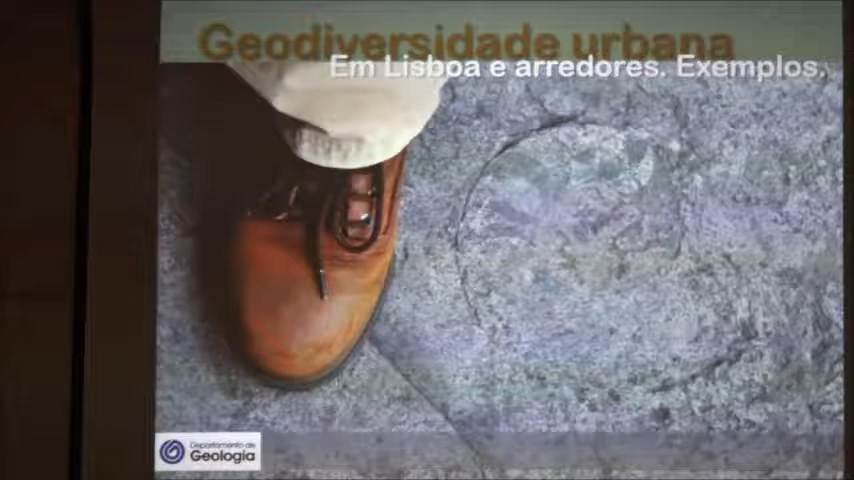 Geodiversidade urbana
Em Lisboa e arredores. Exemplos.
Departamento de
Geologia